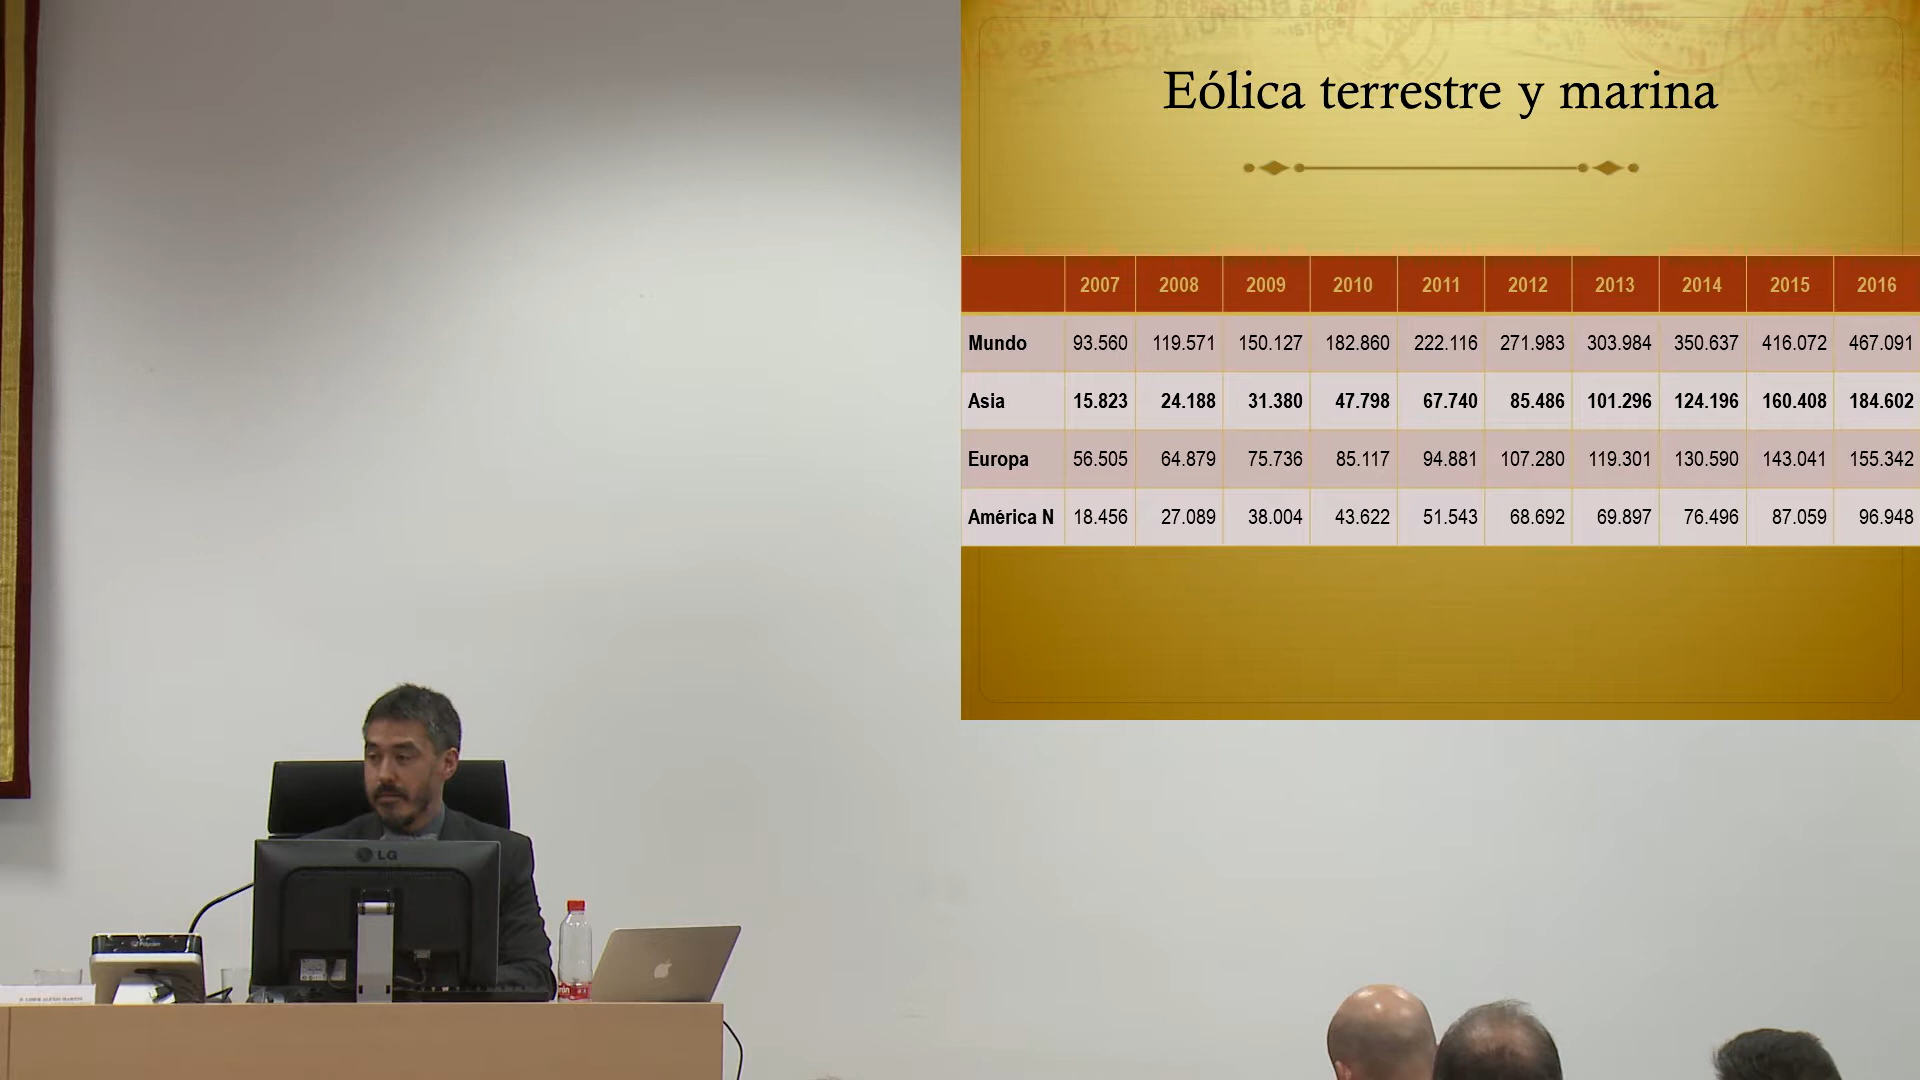 Eólica terrestre y marina
2007 2008 2009 2010 2011 2012 2013 2014 2015 2016
Mundo 93.560 119.571 150.127 182.860 222.116 271.983 303.984 350.637 416.072 467.091
Asia 15.823 24.188 31.380 47.798 67.740 85.486 101.296 124.196 160.408 184.602
Europa 56.505 64.879 75.736 85.117 94.881 107.280 119.301 130.590 143.041 155.342
América N 18.456 27.089 38.004 43.622 51.543 68.692 69.897 76.496 87.059 96.948
LG
Polycom